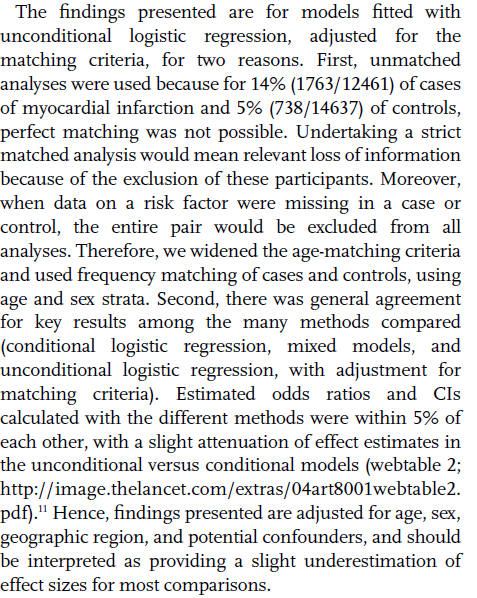 The findings presented are for models fitted with
unconditional logistic regression, adjusted for the
matching criteria, for two reasons. First, unmatched
analyses were used because for 14% (1763/12461) of cases
of myocardial infarction and 5% (738/14637) of controls,
perfect matching was not possible. Undertaking a strict
matched analysis would mean relevant loss of information
because of the exclusion of these participants. Moreover,
when data on a risk factor were missing in a case or
control, the entire pair would be excluded from all
analyses. Therefore, we widened the age-matching criteria
and used frequency matching of cases and controls, using
age and sex strata. Second, there was general agreement
for key results among the many methods compared
(conditional logistic regression, mixed models, and
unconditional logistic regression, with adjustment for
matching criteria). Estimated odds ratios and CIs
calculated with the different methods were within 5% of
each other, with a slight attenuation of effect estimates in
the unconditional versus conditional models (webtable 2;
http://image.thelancet.com/extras/04art8001webtable2.
pdf).¹¹ Hence, findings presented are adjusted for age, sex,
geographic region, and potential confounders, and should
be interpreted as providing a slight underestimation of
effect sizes for most comparisons.